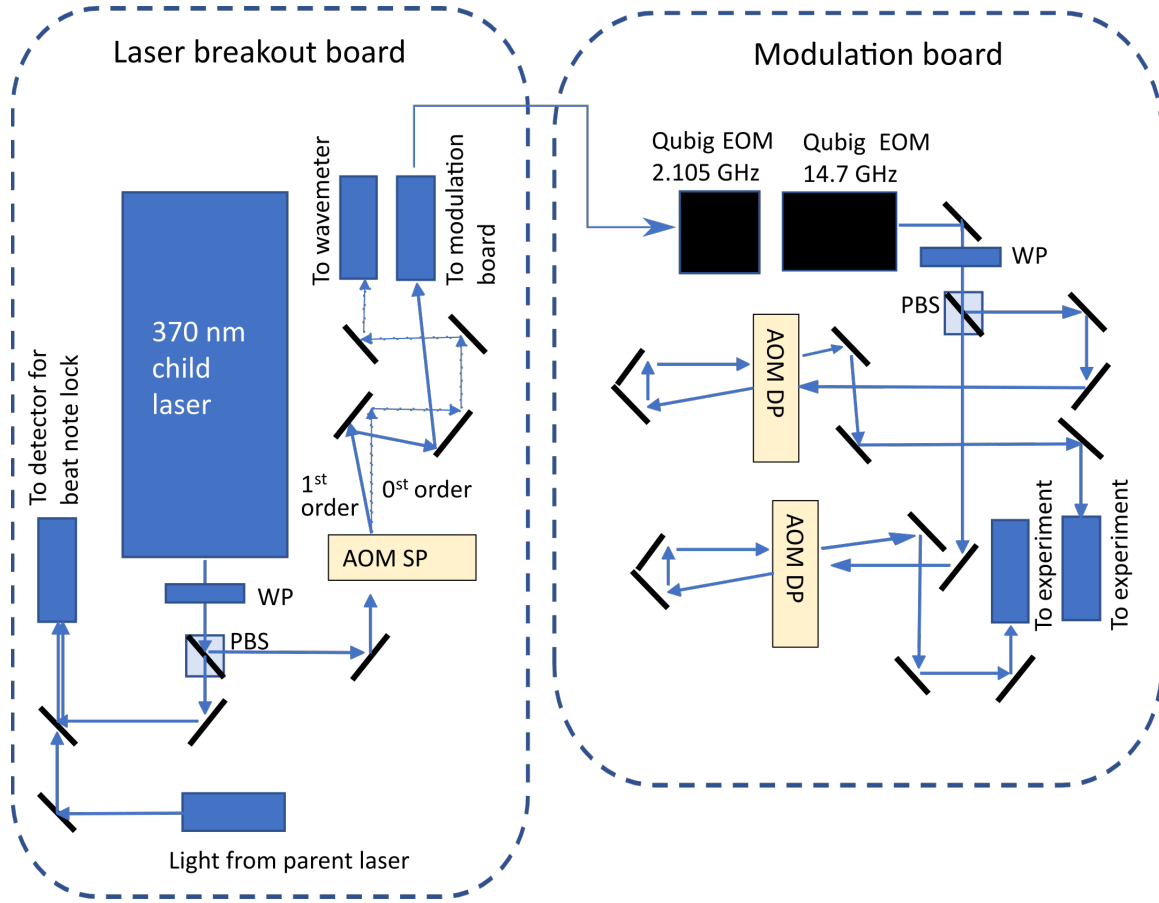 Laser breakout board
To wavemeter
To modulation
board
370 nm
child
laser
To detector for
beat note lock
1st
order
0st order
AOM SP
WP
PBS
Light from parent laser
Modulation board
Qubig EOM
2.105 GHz
Qubig EOM
14.7 GHz
WP
PBS
AOM DP
AOM DP
To experiment
To experiment